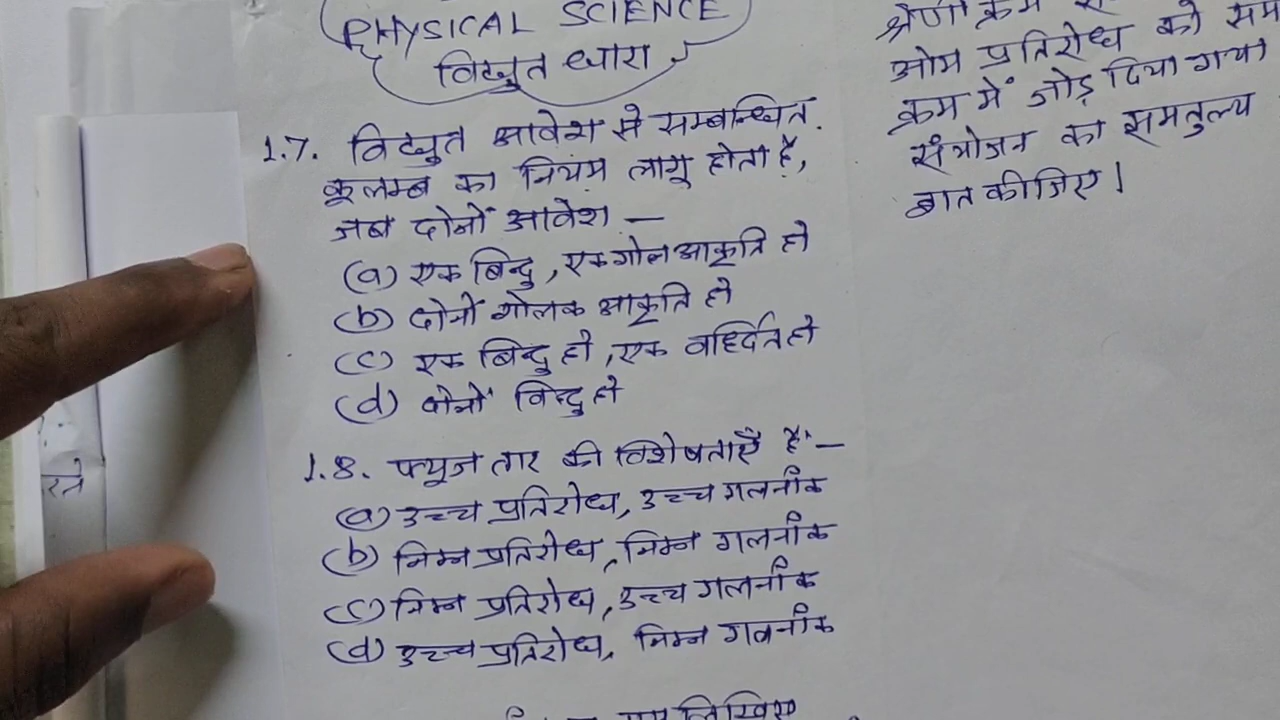 PHYSICAL SCIENCE
विद्युत धारा
1.7. विद्युत आवेश से सम्बन्धित
कूलम्ब का नियम लागू होता है,
जब दोनों आवेश —
(a) एक बिन्दु, एक गोल आकृति हो
(b) दोनों गोलक आकृति हो
(c) एक बिन्दु हो, एक
(d) दोनों बिन्दु हो
1.8. फ्यूज तार की विशेषताएँ है —
(a) उच्च प्रतिरोध, उच्च गलनांक
(b) निम्न प्रतिरोध, निम्न गलनांक
(c) निम्न प्रतिरोध, उच्च गलनांक
(d) उच्च प्रतिरोध, निम्न गलनांक
लिखिए
श्रेणी क्रम
ओम प्रतिरोध को सम
क्रम में जोड़ दिया गया
संयोजन का समतुल्य
ज्ञात कीजिए।
रते